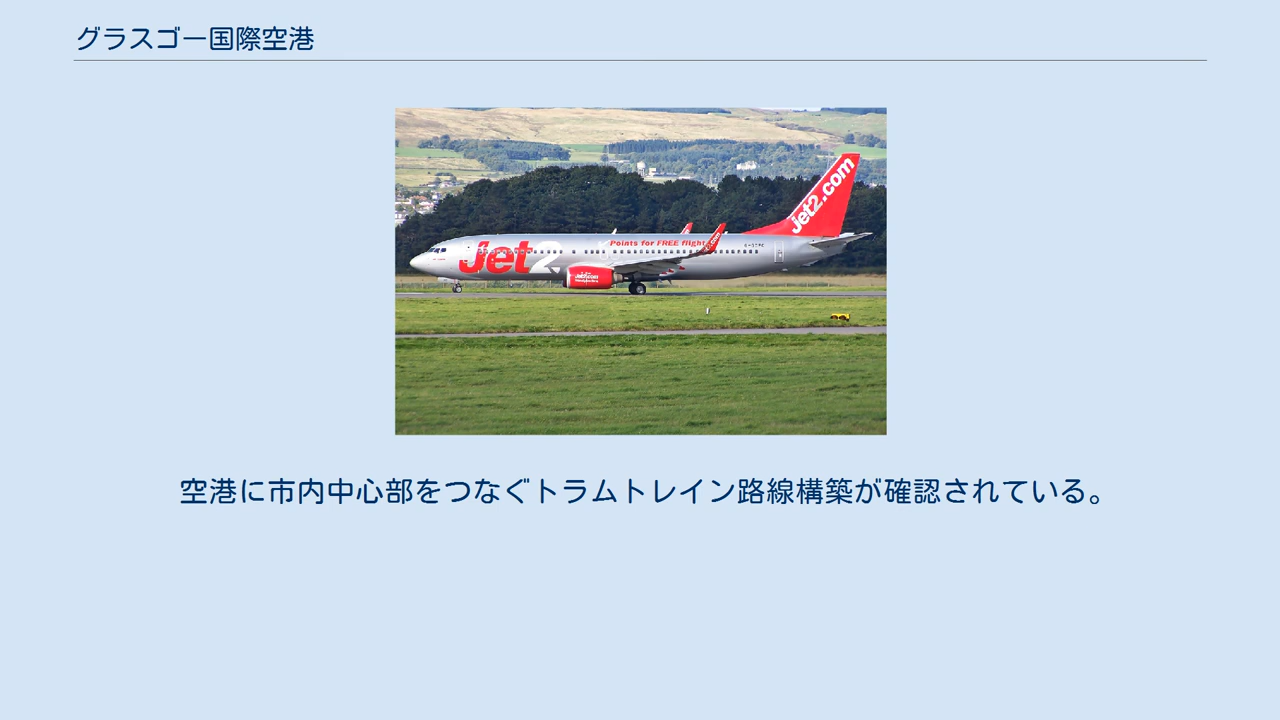 グラスゴー国際空港
jet2.com
Points for FREE flights
Jet2
Jet2.com
空港に市内中心部をつなぐトラムトレイン路線構築が確認されている。